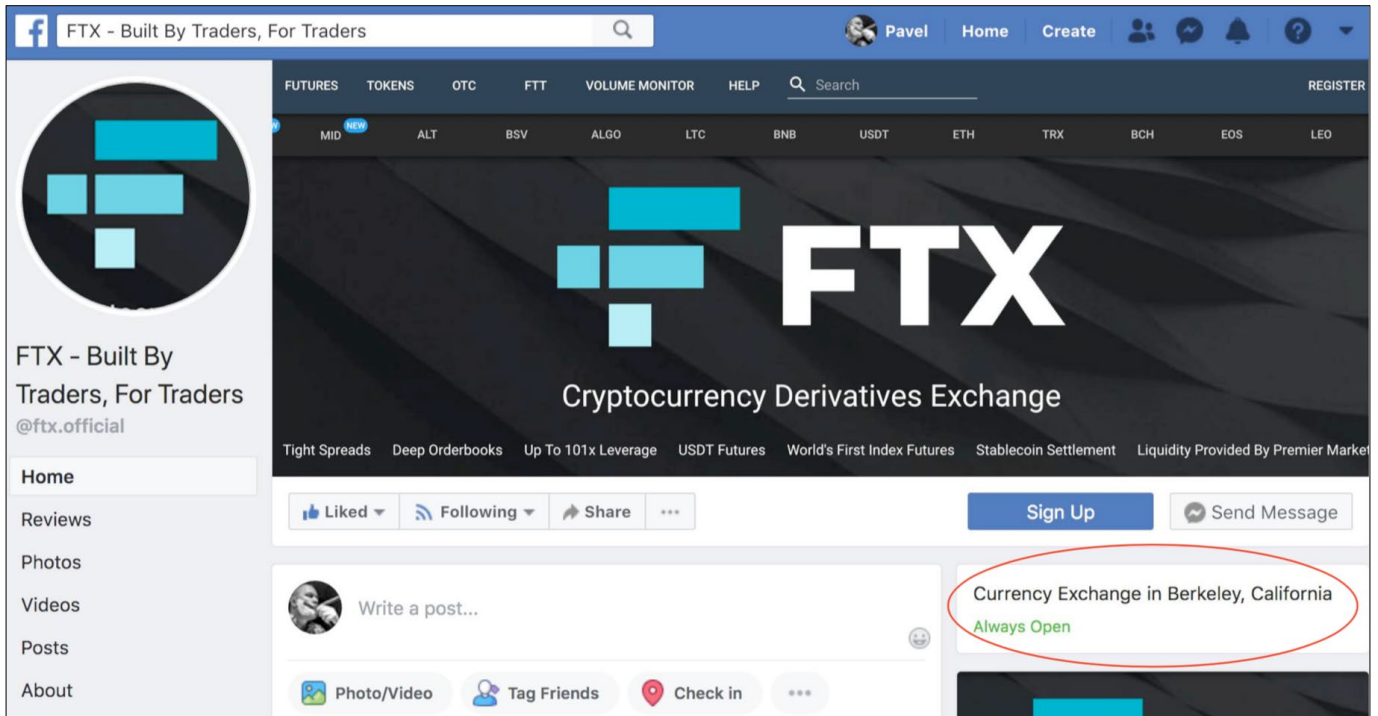 f
FTX - Built By Traders, For Traders
Pavel
Home
Create
FUTURES TOKENS OTC FTT VOLUME MONITOR HELP Search REGISTER
MID NEW ALT BSV ALGO LTC BNB USDT ETH TRX BCH EOS LEO
FTX
Cryptocurrency Derivatives Exchange
Tight Spreads Deep Orderbooks Up To 101x Leverage USDT Futures World's First Index Futures Stablecoin Settlement Liquidity Provided By Premier Market
FTX - Built By
Traders, For Traders
@ftx.official
Home
Reviews
Photos
Videos
Posts
About
Liked Following Share ...
Sign Up
Send Message
Write a post...
Photo/Video Tag Friends Check in ...
Currency Exchange in Berkeley, California
Always Open